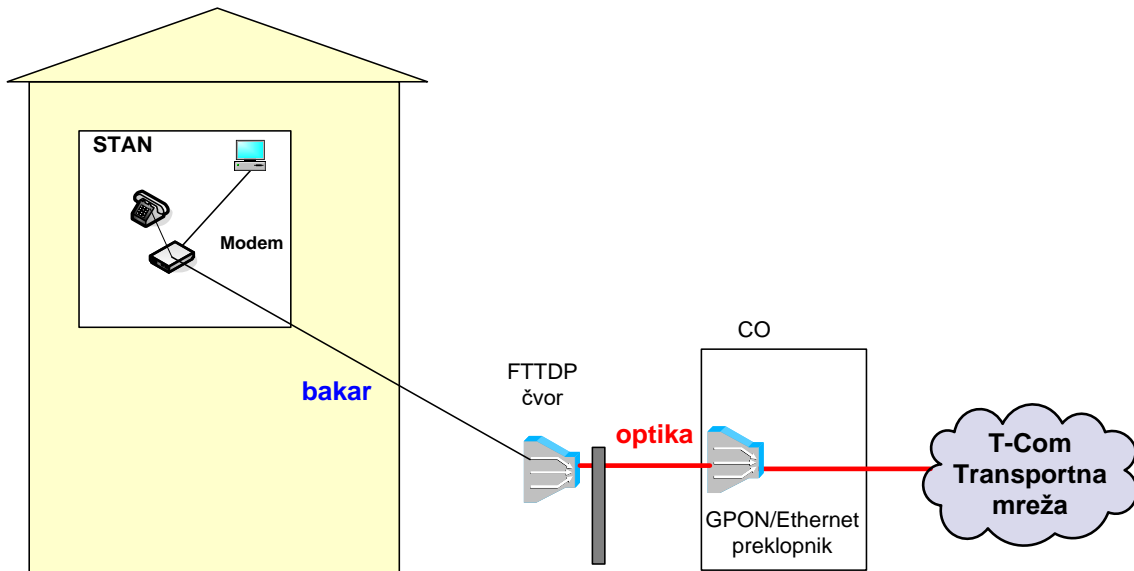 STAN
Modem
bakar
FTTDP
čvor
optika
CO
GPON/Ethernet
preklopnik
T-Com
Transportna
mreža